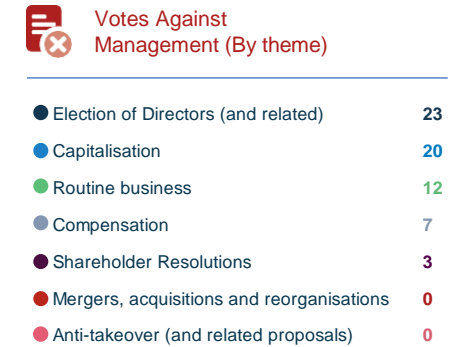 Votes Against
Management (By theme)
Election of Directors (and related) 23
Capitalisation 20
Routine business 12
Compensation 7
Shareholder Resolutions 3
Mergers, acquisitions and reorganisations 0
Anti-takeover (and related proposals) 0